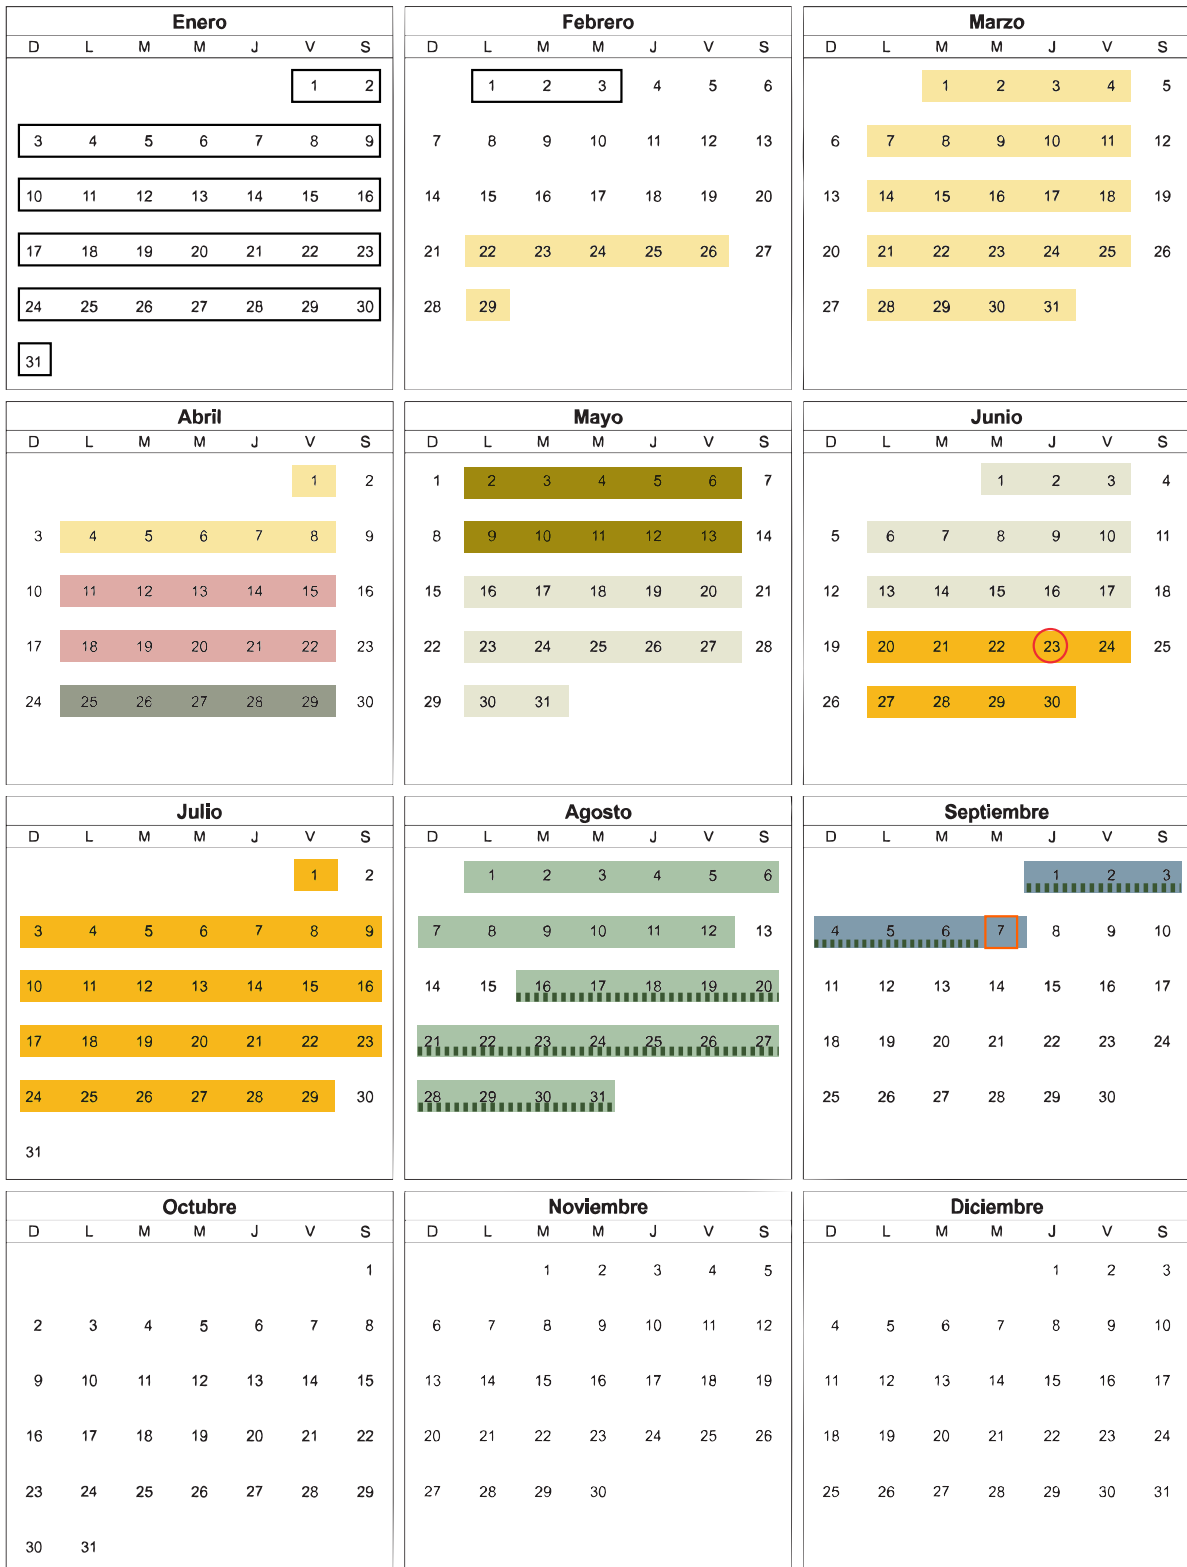 Enero
D L M M J V S
1 2
3 4 5 6 7 8 9
10 11 12 13 14 15 16
17 18 19 20 21 22 23
24 25 26 27 28 29 30
31
Febrero
D L M M J V S
1 2 3 4 5 6
7 8 9 10 11 12 13
14 15 16 17 18 19 20
21 22 23 24 25 26 27
28 29
Marzo
D L M M J V S
1 2 3 4 5
6 7 8 9 10 11 12
13 14 15 16 17 18 19
20 21 22 23 24 25 26
27 28 29 30 31
Abril
D L M M J V S
1 2
3 4 5 6 7 8 9
10 11 12 13 14 15 16
17 18 19 20 21 22 23
24 25 26 27 28 29 30
Mayo
D L M M J V S
1 2 3 4 5 6 7
8 9 10 11 12 13 14
15 16 17 18 19 20 21
22 23 24 25 26 27 28
29 30 31
Junio
D L M M J V S
1 2 3 4
5 6 7 8 9 10 11
12 13 14 15 16 17 18
19 20 21 22 23 24 25
26 27 28 29 30
Julio
D L M M J V S
1 2
3 4 5 6 7 8 9
10 11 12 13 14 15 16
17 18 19 20 21 22 23
24 25 26 27 28 29 30
31
Agosto
D L M M J V S
1 2 3 4 5 6
7 8 9 10 11 12 13
14 15 16 17 18 19 20
21 22 23 24 25 26 27
28 29 30 31
Septiembre
D L M M J V S
1 2 3
4 5 6 7 8 9 10
11 12 13 14 15 16 17
18 19 20 21 22 23 24
25 26 27 28 29 30
Octubre
D L M M J V S
1
2 3 4 5 6 7 8
9 10 11 12 13 14 15
16 17 18 19 20 21 22
23 24 25 26 27 28 29
30 31
Noviembre
D L M M J V S
1 2 3 4 5
6 7 8 9 10 11 12
13 14 15 16 17 18 19
20 21 22 23 24 25 26
27 28 29 30
Diciembre
D L M M J V S
1 2 3
4 5 6 7 8 9 10
11 12 13 14 15 16 17
18 19 20 21 22 23 24
25 26 27 28 29 30 31